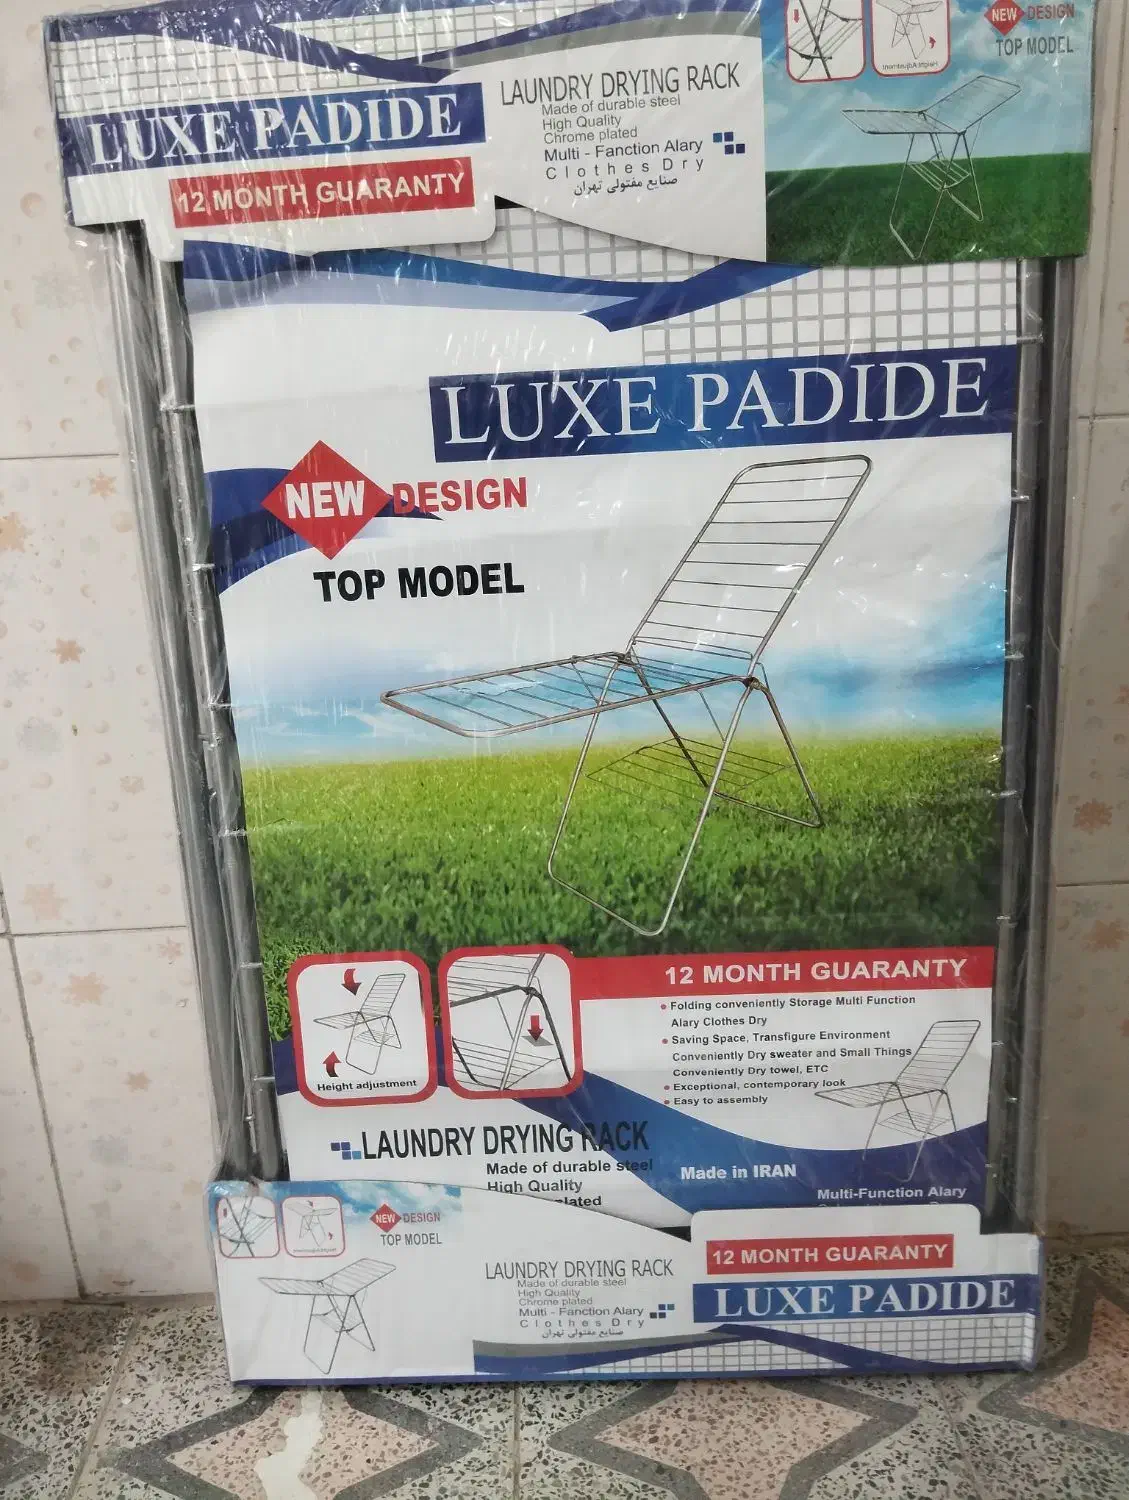 NEW DESIGN
TOP MODEL
LAUNDRY DRYING RACK
Made of durable steel
High Quality
Chrome plated
Multi - Fanction Alary
Clothes Dry
صنایع مفتولی تهران
LUXE PADIDE
12 MONTH GUARANTY
Height Adjustment
LUXE PADIDE
NEW DESIGN
TOP MODEL
12 MONTH GUARANTY
Folding conveniently Storage Multi Function
Alary Clothes Dry
Saving Space, Transfigure Environment
Conveniently Dry sweater and Small Things
Conveniently Dry towel, ETC
Exceptional, contemporary look
Easy to assembly
Height adjustment
LAUNDRY DRYING RACK
Made of durable steel
High Quality
plated
Made in IRAN
Multi-Function Alary
NEW DESIGN
TOP MODEL
LAUNDRY DRYING RACK
Made of durable steel
High Quality
Chrome plated
Multi - Fanction Alary
Clothes Dry
صنایع مفتولی تهران
12 MONTH GUARANTY
LUXE PADIDE